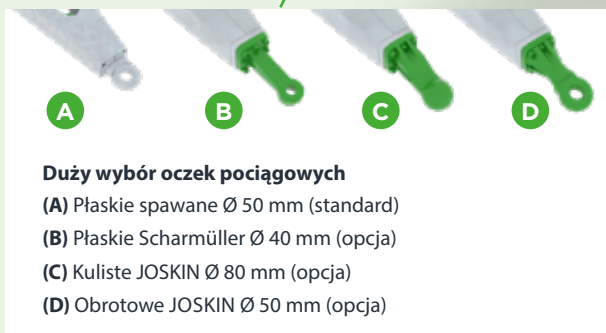 A
B
C
D
Duży wybór oczek pociągowych
(A) Płaskie spawane Ø 50 mm (standard)
(B) Płaskie Scharmüller Ø 40 mm (opcja)
(C) Kuliste JOSKIN Ø 80 mm (opcja)
(D) Obrotowe JOSKIN Ø 50 mm (opcja)